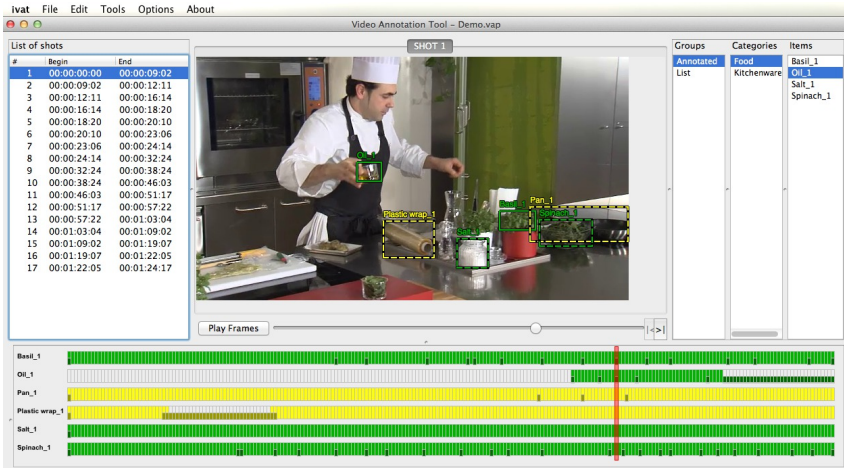 ivat File Edit Tools Options About
Video Annotation Tool – Demo.vap
List of shots
# Begin End
1 00:00:00:00 00:00:09:02
2 00:00:09:02 00:00:12:11
3 00:00:12:11 00:00:16:14
4 00:00:16:14 00:00:18:20
5 00:00:18:20 00:00:20:10
6 00:00:20:10 00:00:23:06
7 00:00:23:06 00:00:24:14
8 00:00:24:14 00:00:32:24
9 00:00:32:24 00:00:38:24
10 00:00:38:24 00:00:46:03
11 00:00:46:03 00:00:51:17
12 00:00:51:17 00:00:57:22
13 00:00:57:22 00:01:03:04
14 00:01:03:04 00:01:09:02
15 00:01:09:02 00:01:19:07
16 00:01:19:07 00:01:22:05
17 00:01:22:05 00:01:24:17
SHOT 1
Oil_1
Plastic wrap_1
Salt_1
Basil_1
Pan_1
Spinach_1
Play Frames
|<
>|
Groups Categories Items
Annotated Food Basil_1
List Kitchenware Oil_1
Salt_1
Spinach_1
Basil_1
Oil_1
Pan_1
Plastic wrap_1
Salt_1
Spinach_1